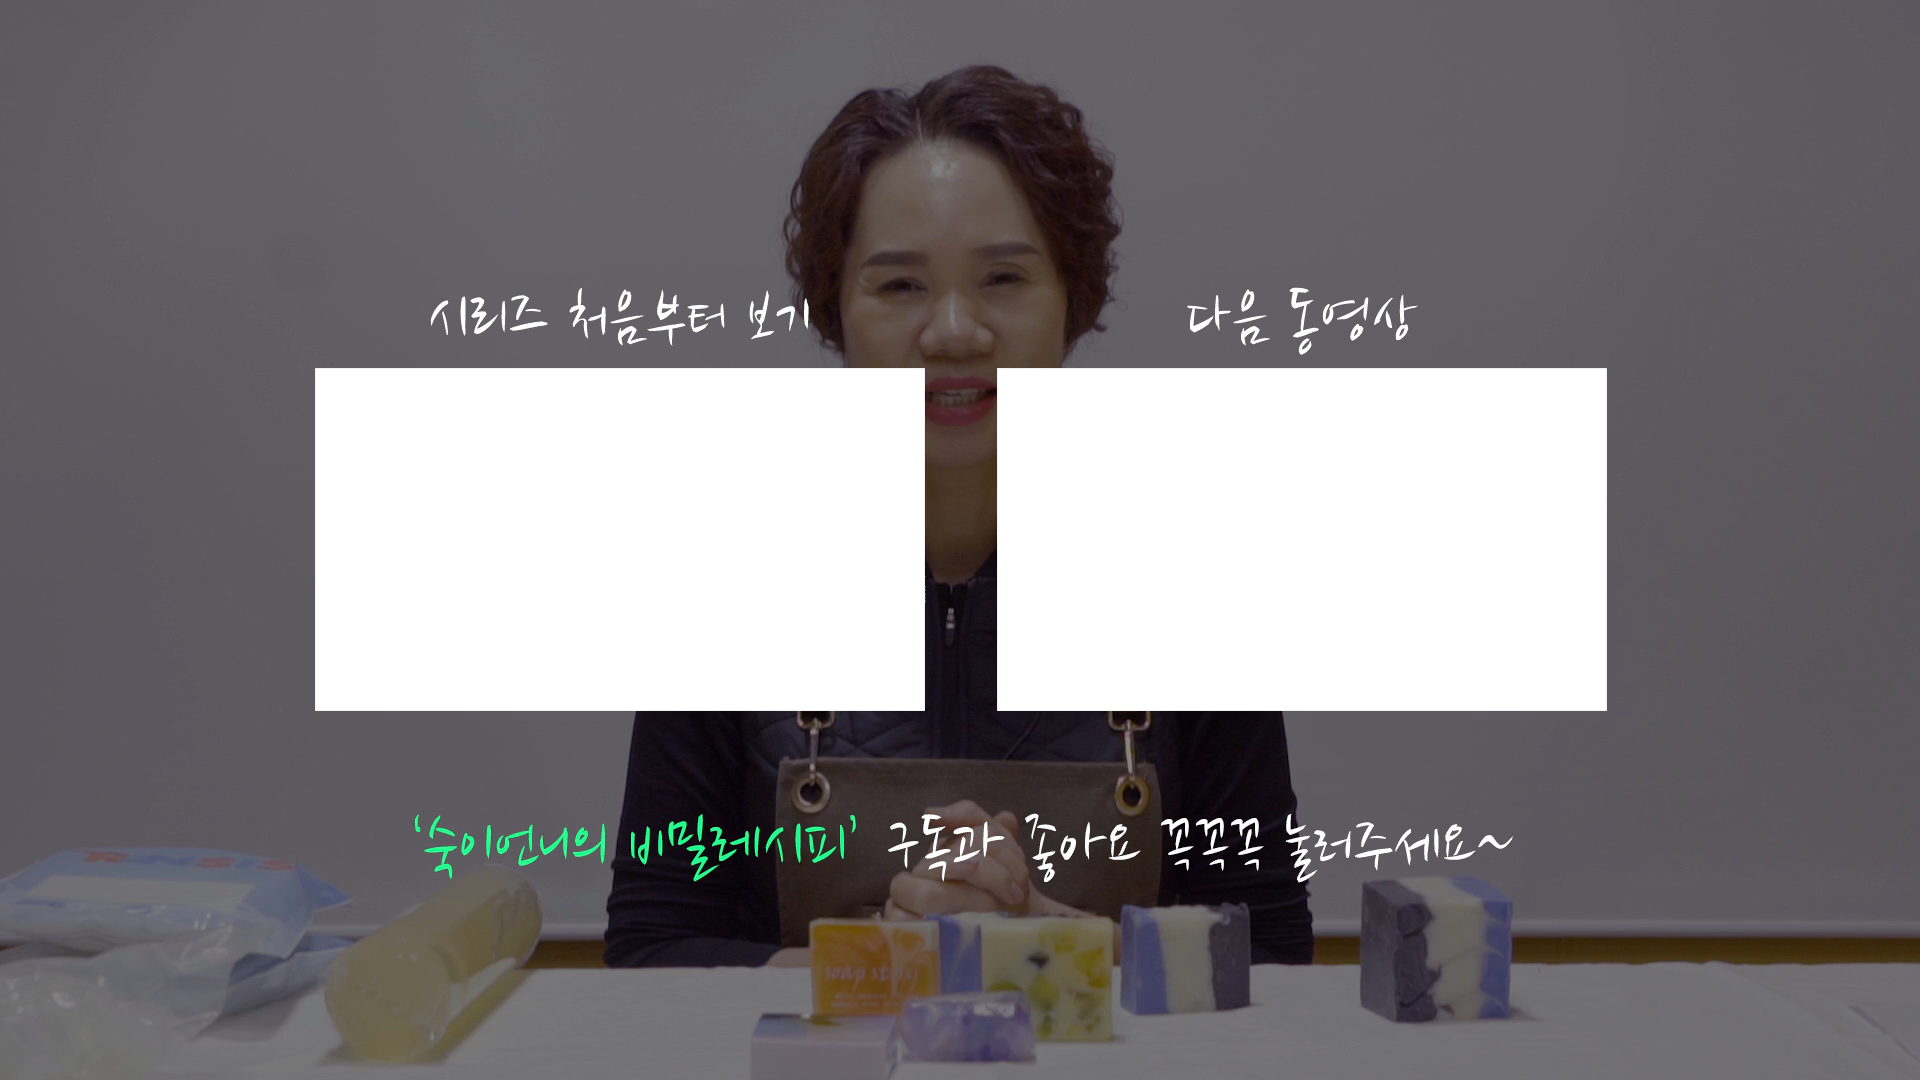 시리즈 처음부터 보기
다음 동영상
'숙이언니의 비밀레시피' 구독과 좋아요 꼭꼭꼭 눌러주세요~
soap story